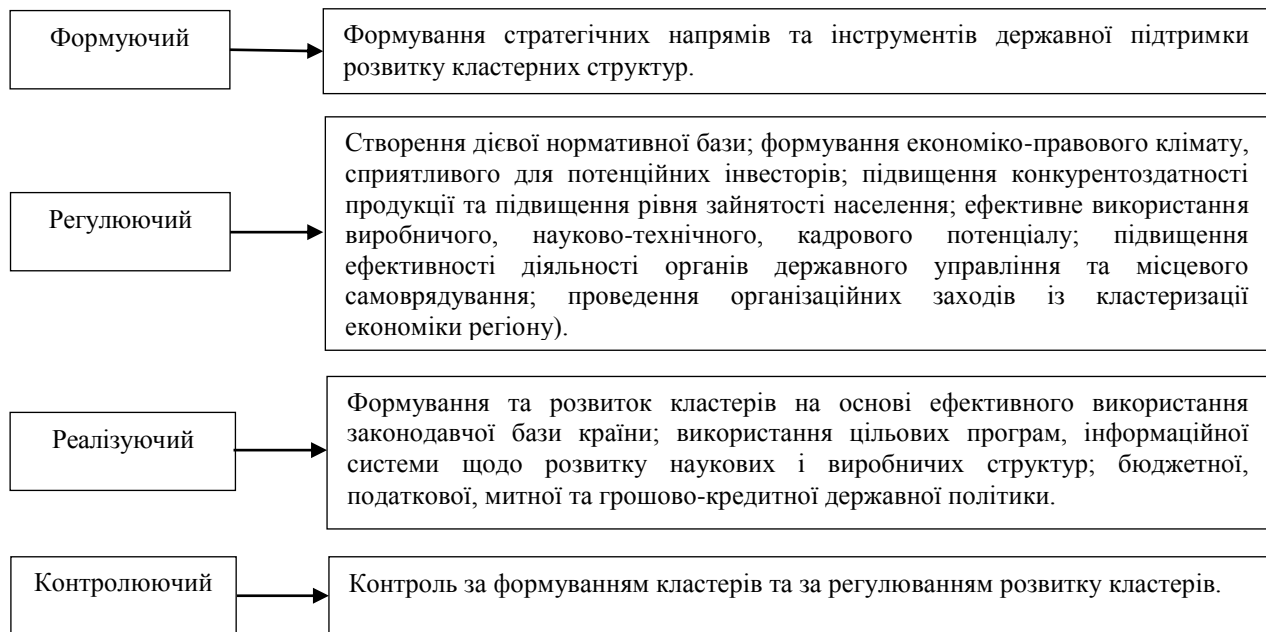 Формуючий
Формування стратегічних напрямів та інструментів державної підтримки
розвитку кластерних структур.
Регулюючий
Створення дієвої нормативної бази; формування економіко-правового клімату,
сприятливого для потенційних інвесторів; підвищення конкурентоздатності
продукції та підвищення рівня зайнятості населення; ефективне використання
виробничого, науково-технічного, кадрового потенціалу; підвищення
ефективності діяльності органів державного управління та місцевого
самоврядування; проведення організаційних заходів із кластеризації
економіки регіону).
Реалізуючий
Формування та розвиток кластерів на основі ефективного використання
законодавчої бази країни; використання цільових програм, інформаційної
системи щодо розвитку наукових і виробничих структур; бюджетної,
податкової, митної та грошово-кредитної державної політики.
Контролюючий
Контроль за формуванням кластерів та за регулюванням розвитку кластерів.